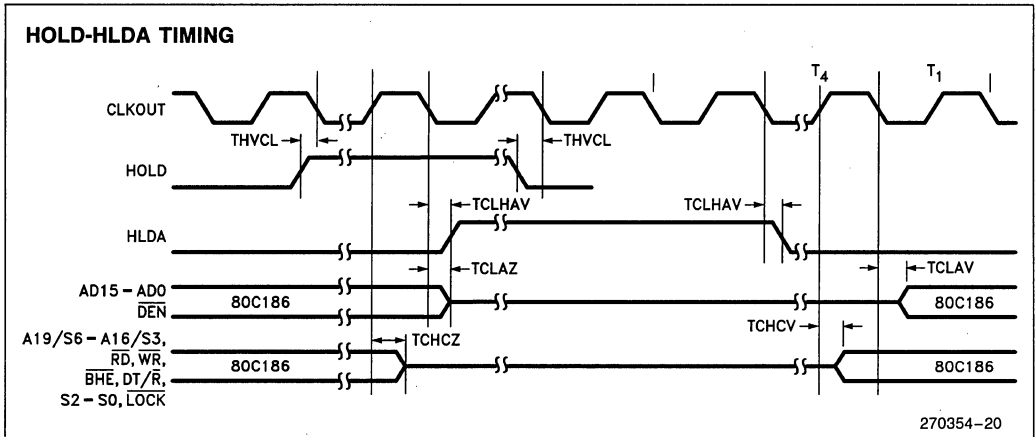 HOLD-HLDA TIMING
T4 T1
CLKOUT
THVCL THVCL
HOLD
TCLHAV TCLHAV
HLDA
TCLAZ TCLAV
AD15 – AD0
DEN
80C186 80C186
TCHCV
A19/S6 – A16/S3,
TCHCZ
RD, WR,
80C186 80C186
BHE, DT/R,
S2 – S0, LOCK
270354–20